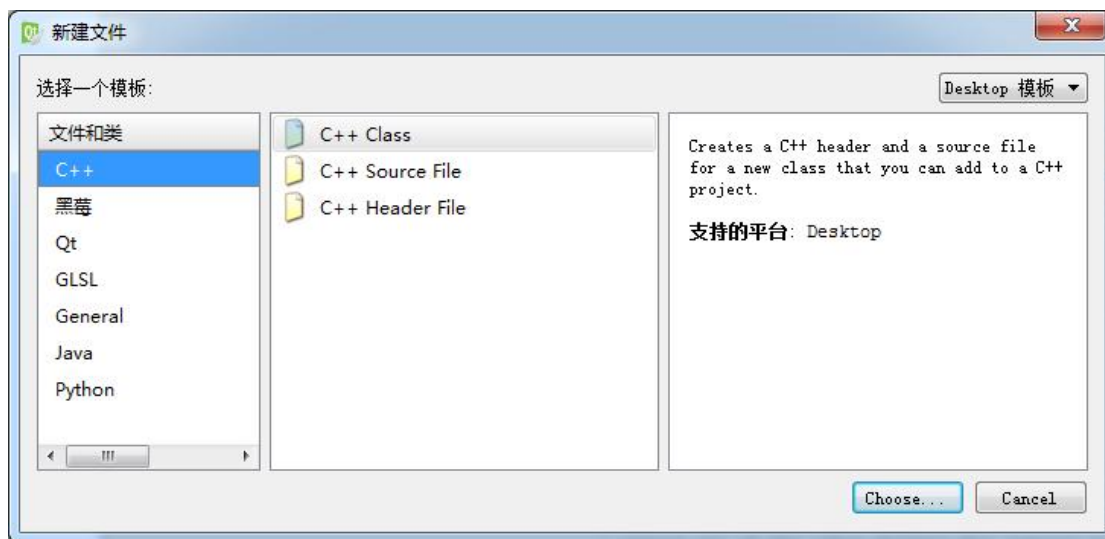 新建文件
选择一个模板:
Desktop 模板
文件和类
C++
黑莓
Qt
GLSL
General
Java
Python
C++ Class
C++ Source File
C++ Header File
Creates a C++ header and a source file
for a new class that you can add to a C++
project.
支持的平台: Desktop
Choose...
Cancel